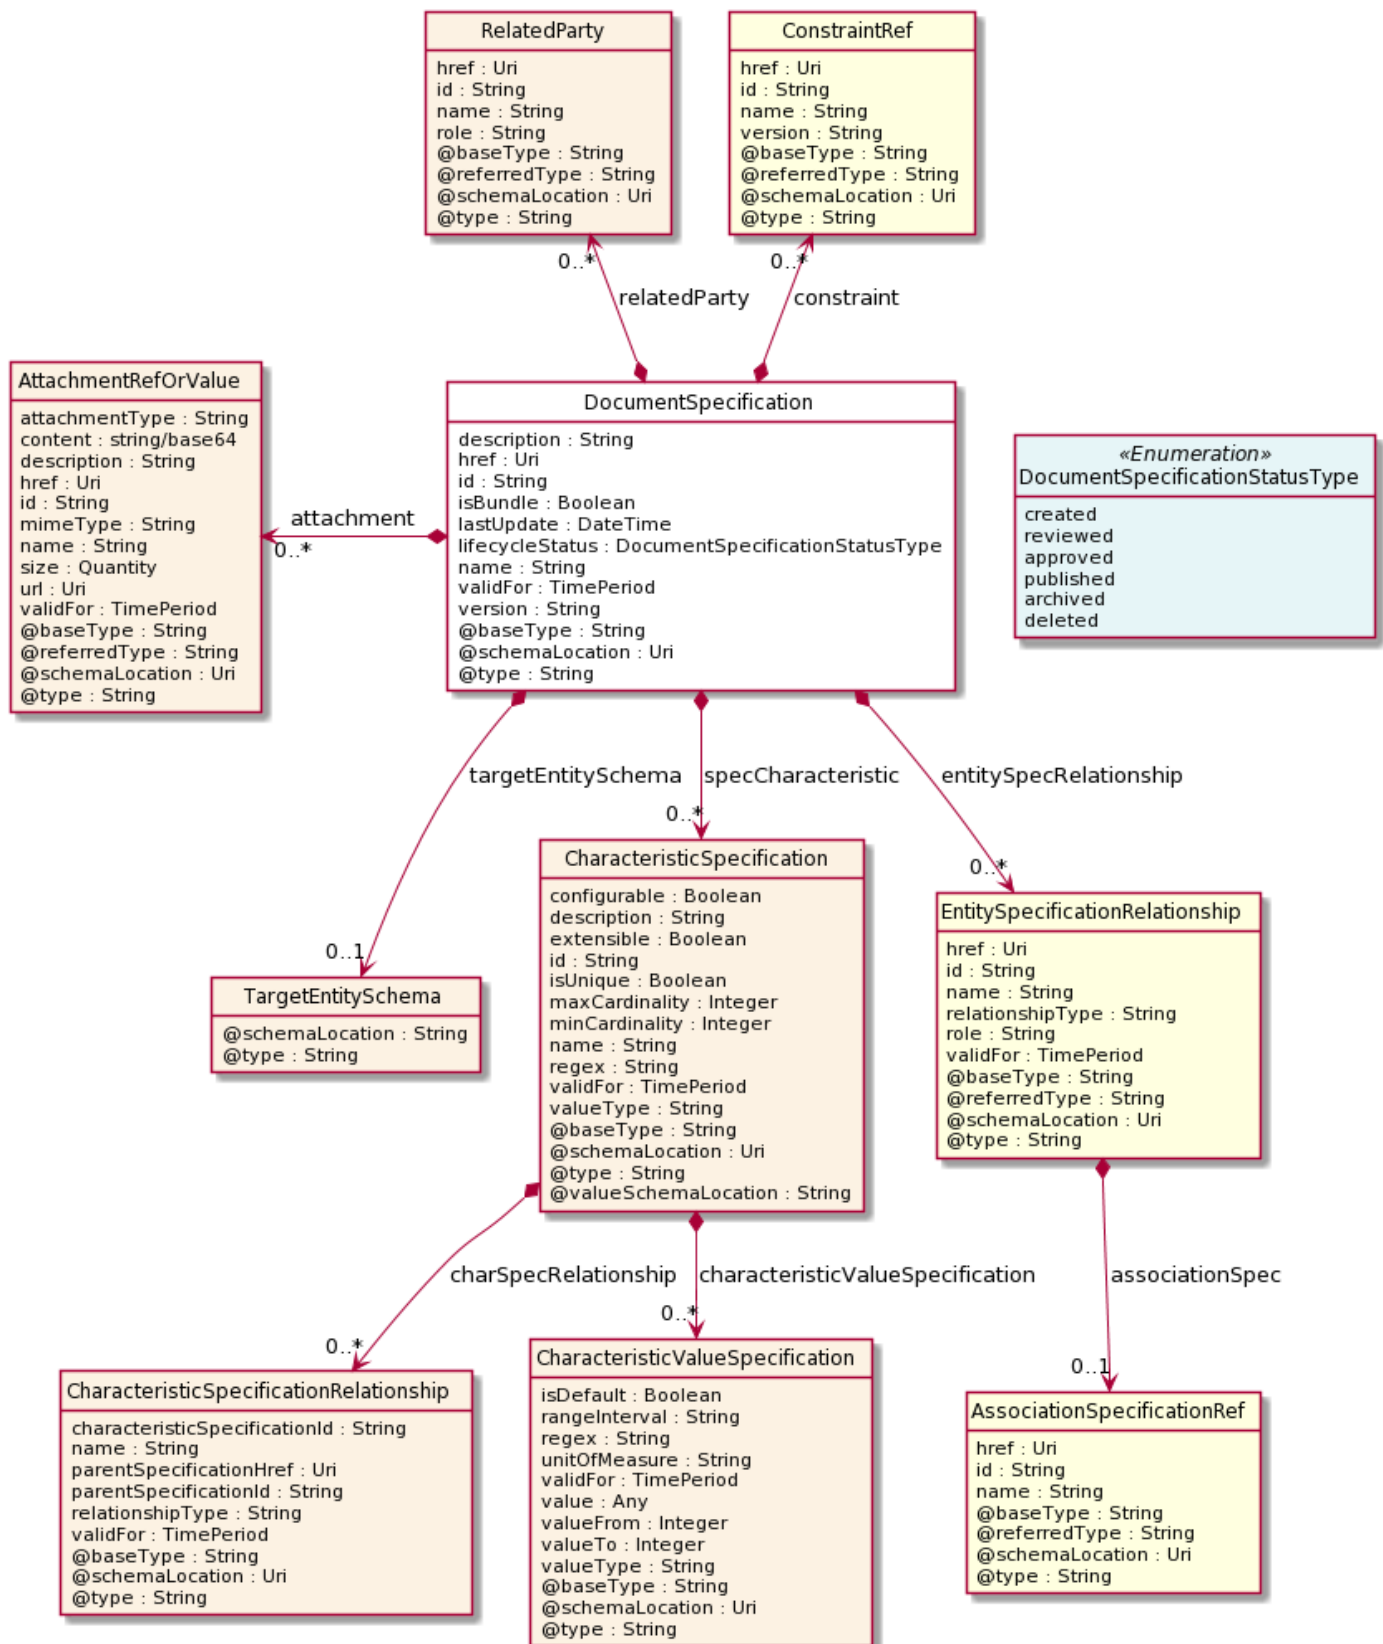 RelatedParty
href : Uri
id : String
name : String
role : String
@baseType : String
@referredType : String
@schemaLocation : Uri
@type : String
ConstraintRef
href : Uri
id : String
name : String
version : String
@baseType : String
@referredType : String
@schemaLocation : Uri
@type : String
0..*
relatedParty
0..*
constraint
AttachmentRefOrValue
attachmentType : String
content : string/base64
description : String
href : Uri
id : String
mimeType : String
name : String
size : Quantity
url : Uri
validFor : TimePeriod
@baseType : String
@referredType : String
@schemaLocation : Uri
@type : String
attachment
0..*
DocumentSpecification
description : String
href : Uri
id : String
isBundle : Boolean
lastUpdate : DateTime
lifecycleStatus : DocumentSpecificationStatusType
name : String
validFor : TimePeriod
version : String
@baseType : String
@schemaLocation : Uri
@type : String
«Enumeration»
DocumentSpecificationStatusType
created
reviewed
approved
published
archived
deleted
targetEntitySchema
0..1
specCharacteristic
0..*
entitySpecRelationship
0..*
TargetEntitySchema
@schemaLocation : String
@type : String
CharacteristicSpecification
configurable : Boolean
description : String
extensible : Boolean
id : String
isUnique : Boolean
maxCardinality : Integer
minCardinality : Integer
name : String
regex : String
validFor : TimePeriod
valueType : String
@baseType : String
@schemaLocation : Uri
@type : String
@valueSchemaLocation : String
EntitySpecificationRelationship
href : Uri
id : String
name : String
relationshipType : String
role : String
validFor : TimePeriod
@baseType : String
@referredType : String
@schemaLocation : Uri
@type : String
charSpecRelationship
0..*
characteristicValueSpecification
0..*
associationSpec
0..1
CharacteristicSpecificationRelationship
characteristicSpecificationId : String
name : String
parentSpecificationHref : Uri
parentSpecificationId : String
relationshipType : String
validFor : TimePeriod
@baseType : String
@schemaLocation : Uri
@type : String
CharacteristicValueSpecification
isDefault : Boolean
rangeInterval : String
regex : String
unitOfMeasure : String
validFor : TimePeriod
value : Any
valueFrom : Integer
valueTo : Integer
valueType : String
@baseType : String
@schemaLocation : Uri
@type : String
AssociationSpecificationRef
href : Uri
id : String
name : String
@baseType : String
@referredType : String
@schemaLocation : Uri
@type : String